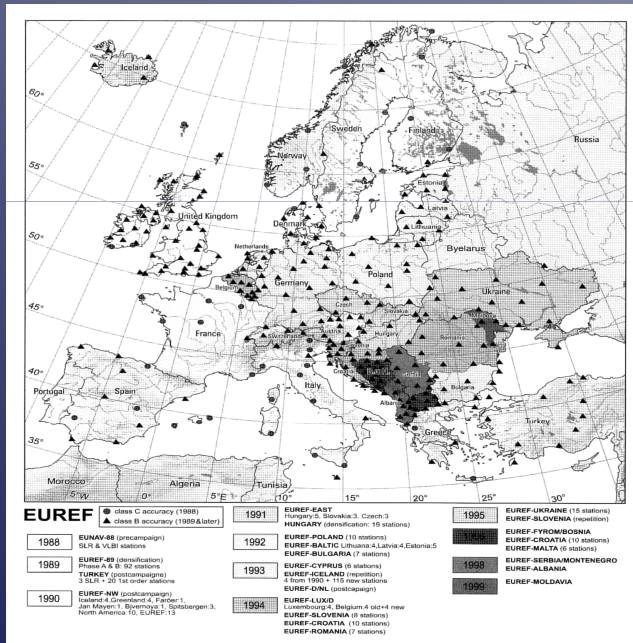 Iceland
60°
Sweden
Finland
Norway
Russia
55°
Estonia
Latvia
United Kingdom
Denmark
Lithuania
Byelarus
50°
Netherlands
Poland
Germany
Belgium
Ukraine
Czech
Slovakia
45°
Austria
France
Switzerland
Hungary
Romania
Croatia
40°
Italy
Bulgaria
Portugal
Spain
Albania
Turkey
Greece
35°
Morocco
Algeria
Tunisia
5°W
0°
5°E
10°E
15°E
20°E
25°E
30°E
EUREF
class C accuracy (1988)
class B accuracy (1989&later)
1988
EUNAV-88 (precampaign)
SLR & VLBI stations
1989
EUREF-89 (densification)
Phase A & B: 92 stations
TURKEY (postcampaigne)
3 SLR + 20 1st order stations
1990
EUREF-NW (postcampaign)
Iceland:4,Greenland:4, Faröer:1,
Jan Mayen:1, Bjvernoya:1, Spitsbergen:3,
North America:10, EUREF:13
1991
EUREF-EAST
Hungary:5, Slovakia:3, Czech:3
HUNGARY (densification: 19 stations)
1992
EUREF-POLAND (10 stations)
EUREF-BALTIC Lithuana:4,Latvia:4,Estonia:5
EUREF-BULGARIA (7 stations)
1993
EUREF-CYPRUS (6 stations)
EUREF-ICELAND (repetition)
4 from 1990 + 115 new stations
EUREF-D/NL (postcapaign)
1994
EUREF-LUX/D
Luxembourg:4, Belgium:4 old+4 new
EUREF-SLOVENIA (8 stations)
EUREF-CROATIA (10 stations)
EUREF-ROMANIA (7 stations)
1995
EUREF-UKRAINE (15 stations)
EUREF-SLOVENIA (repetition)
EUREF-FYROM/BOSNIA
EUREF-CROATIA (10 stations)
EUREF-MALTA (6 stations)
1998
EUREF-SERBIA/MONTENEGRO
EUREF-ALBANIA
1999
EUREF-MOLDAVIA